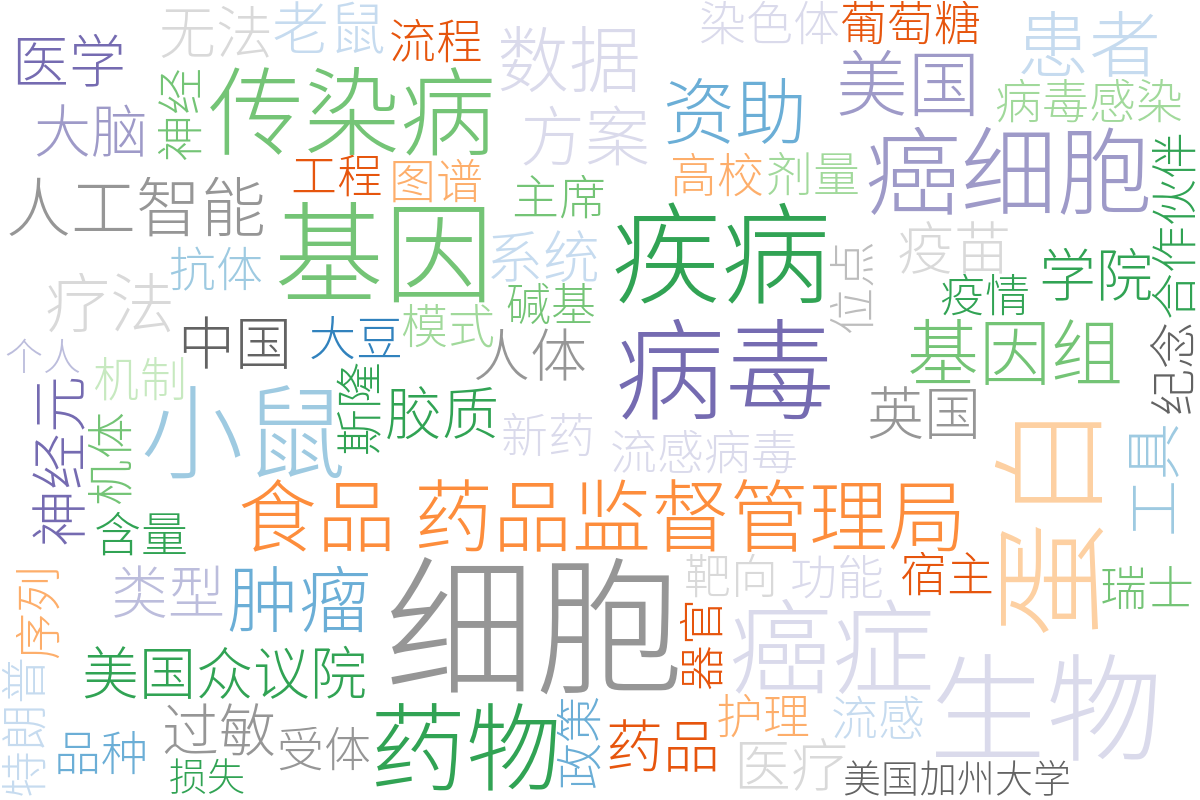 无法
老鼠
流程
数据
染色体
葡萄糖
患者
医学
神经
传染病
资助
美国
病毒感染
大脑
方案
癌细胞
合作伙伴
工程
图谱
高校
剂量
主席
人工智能
基因
系统
疾病
疫苗
抗体
位点
学院
疗法
碱基
疫情
中国
大豆
模式
人体
病毒
基因组
纪念
个人
机制
小鼠
斯隆
胶质
新药
流感病毒
英国
神经元
机体
蛋白
工具
含量
食品
药品监督管理局
细胞
靶向
功能
宿主
瑞士
序列
类型
肿瘤
器官
癌症
生物
美国众议院
特朗普
过敏
受体
药物
政策
药品
护理
流感
品种
损失
医疗
美国加州大学